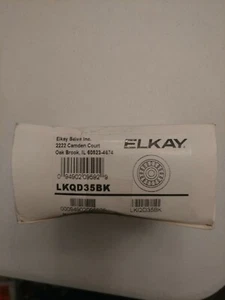 Elkay Sales Inc.
2222 Camden Court
Oak Brook, IL 60523-4674
ELKAY
LKQD35BK
LKQD35BK